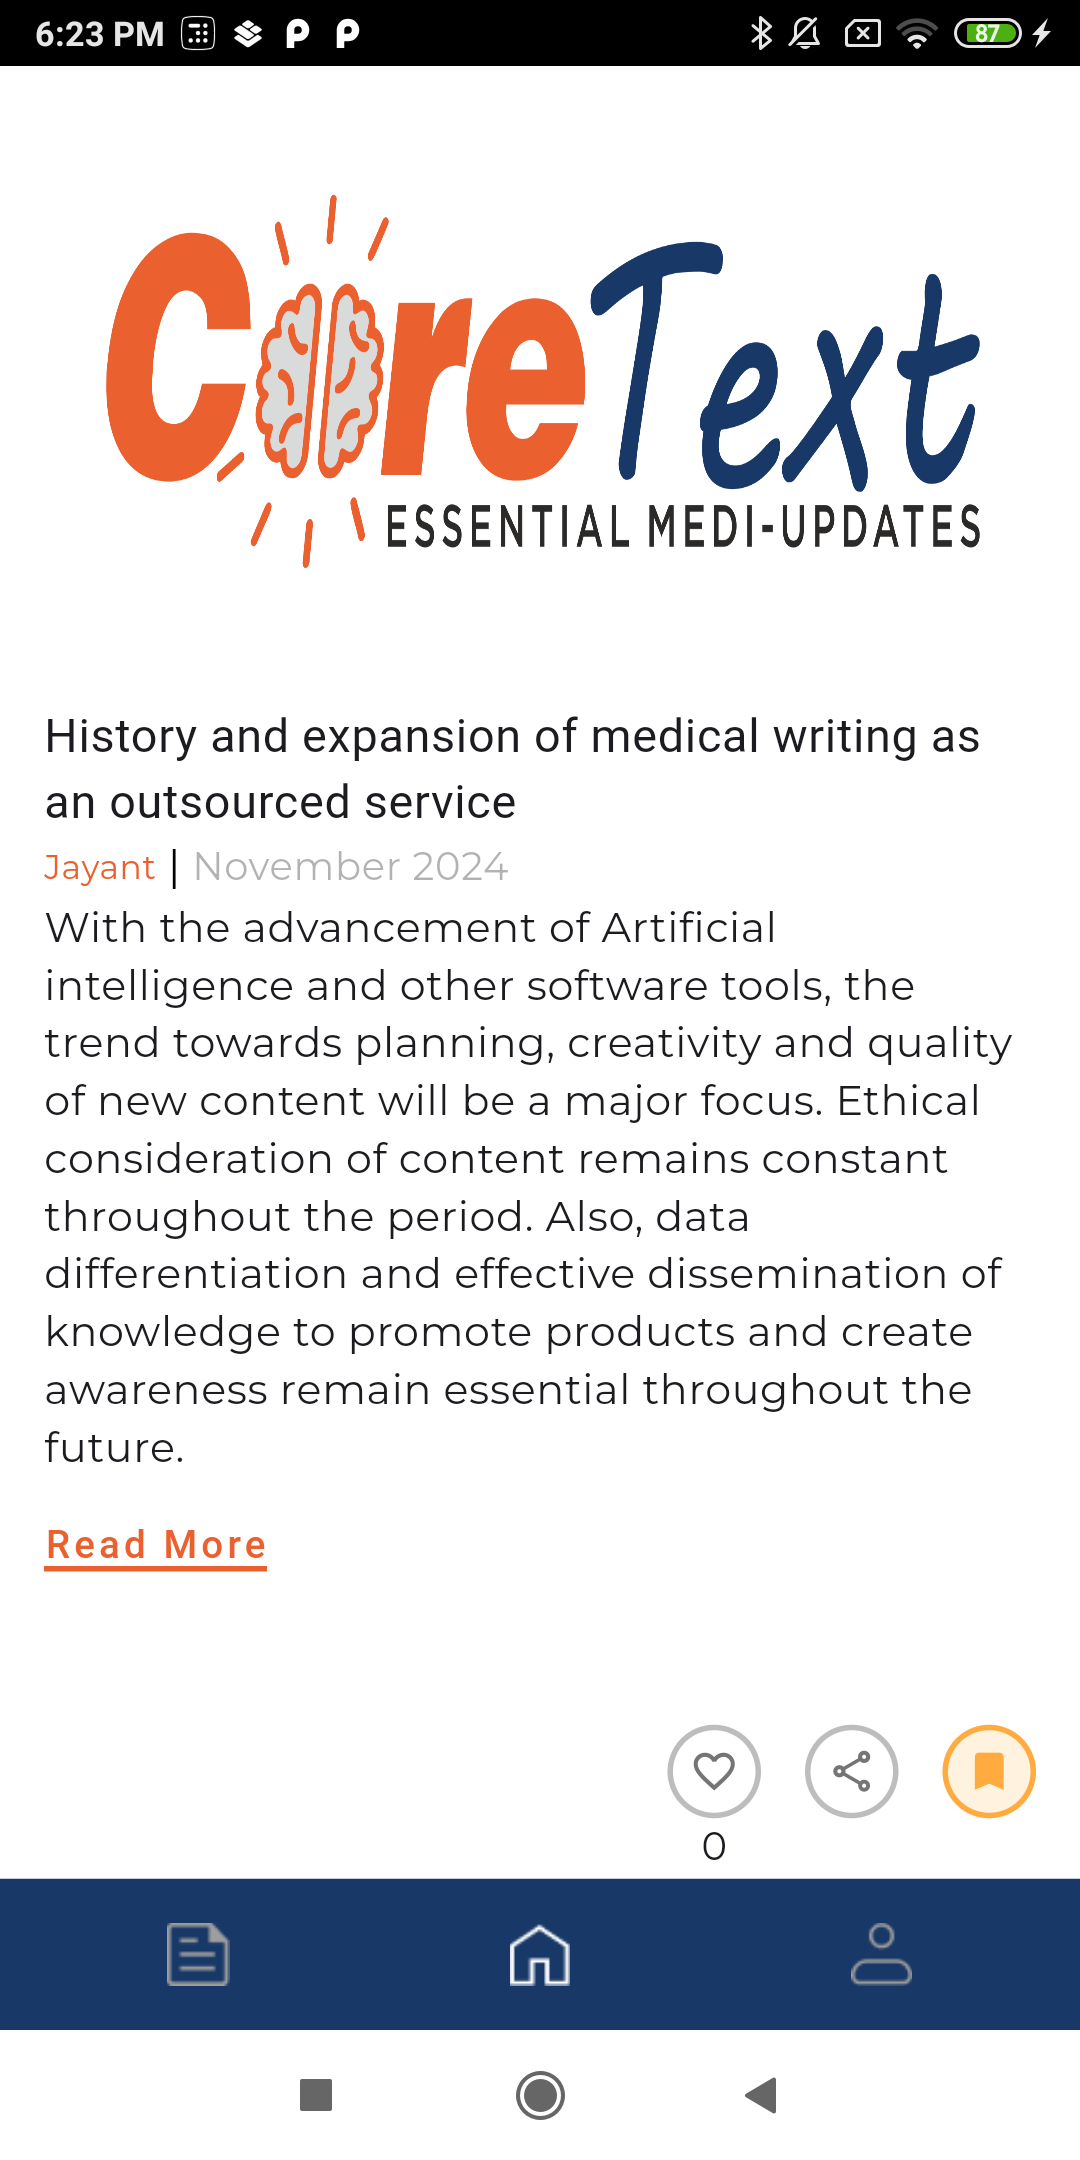 6:23 PM
87
CoreText
ESSENTIAL MEDI-UPDATES
History and expansion of medical writing as
an outsourced service
Jayant | November 2024
With the advancement of Artificial
intelligence and other software tools, the
trend towards planning, creativity and quality
of new content will be a major focus. Ethical
consideration of content remains constant
throughout the period. Also, data
differentiation and effective dissemination of
knowledge to promote products and create
awareness remain essential throughout the
future.
Read More
0